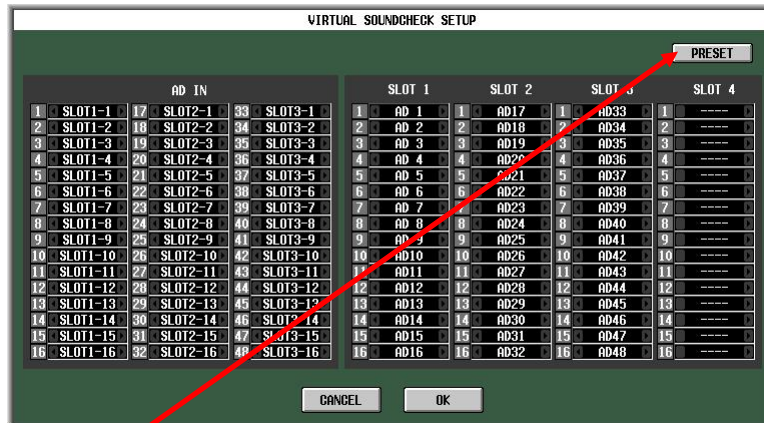 VIRTUAL SOUNDCHECK SETUP
PRESET
AD IN SLOT 1 SLOT 2 SLOT 3 SLOT 4
1 SLOT1-1 17 SLOT2-1 33 SLOT3-1 1 AD 1 1 AD17 1 AD33 1 ----
2 SLOT1-2 18 SLOT2-2 34 SLOT3-2 2 AD 2 2 AD18 2 AD34 2 ----
3 SLOT1-3 19 SLOT2-3 35 SLOT3-3 3 AD 3 3 AD19 3 AD35 3 ----
4 SLOT1-4 20 SLOT2-4 36 SLOT3-4 4 AD 4 4 AD20 4 AD36 4 ----
5 SLOT1-5 21 SLOT2-5 37 SLOT3-5 5 AD 5 5 AD21 5 AD37 5 ----
6 SLOT1-6 22 SLOT2-6 38 SLOT3-6 6 AD 6 6 AD22 6 AD38 6 ----
7 SLOT1-7 23 SLOT2-7 39 SLOT3-7 7 AD 7 7 AD23 7 AD39 7 ----
8 SLOT1-8 24 SLOT2-8 40 SLOT3-8 8 AD 8 8 AD24 8 AD40 8 ----
9 SLOT1-9 25 SLOT2-9 41 SLOT3-9 9 AD 9 9 AD25 9 AD41 9 ----
10 SLOT1-10 26 SLOT2-10 42 SLOT3-10 10 AD10 10 AD26 10 AD42 10 ----
11 SLOT1-11 27 SLOT2-11 43 SLOT3-11 11 AD11 11 AD27 11 AD43 11 ----
12 SLOT1-12 28 SLOT2-12 44 SLOT3-12 12 AD12 12 AD28 12 AD44 12 ----
13 SLOT1-13 29 SLOT2-13 45 SLOT3-13 13 AD13 13 AD29 13 AD45 13 ----
14 SLOT1-14 30 SLOT2-14 46 SLOT3-14 14 AD14 14 AD30 14 AD46 14 ----
15 SLOT1-15 31 SLOT2-15 47 SLOT3-15 15 AD15 15 AD31 15 AD47 15 ----
16 SLOT1-16 32 SLOT2-16 48 SLOT3-16 16 AD16 16 AD32 16 AD48 16 ----
CANCEL OK